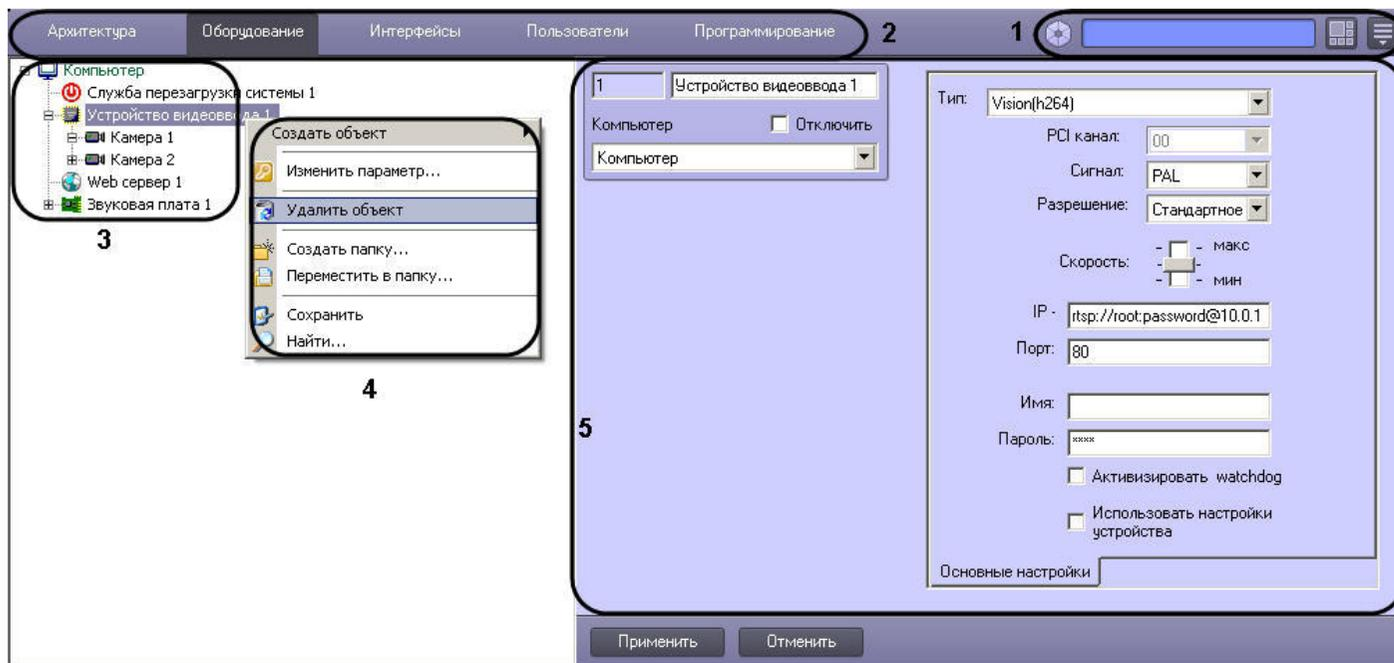 Архитектура Оборудование Интерфейсы Пользователи Программирование 2 1
Компьютер
Служба перезагрузки системы 1
Устройство видеоввода 1
Камера 1
Камера 2
Web сервер 1
Звуковая плата 1
3
Создать объект
Изменить параметр...
Удалить объект
Создать папку...
Переместить в папку...
Сохранить
Найти...
4
5
1 Устройство видеоввода 1
Компьютер Отключить
Компьютер
Тип: Vision(h264)
PCI канал: 00
Сигнал: PAL
Разрешение: Стандартное
Скорость: - - макс
- - мин
IP - rtsp://root:password@10.0.1
Порт: 80
Имя:
Пароль: ****
Активизировать watchdog
Использовать настройки
устройства
Основные настройки
Применить Отменить